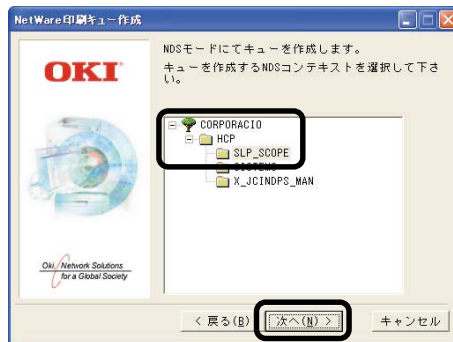 NetWare印刷キュー作成
OKI
NDSモードにてキューを作成します。
キューを作成するNDSコンテキストを選択して下さ
い。
CORPORACIO
HCP
SLP_SCOPE
X_JCINDPS_MAN
Oki, Network Solutions
for a Global Society
< 戻る(B)
次へ(N) >
キャンセル